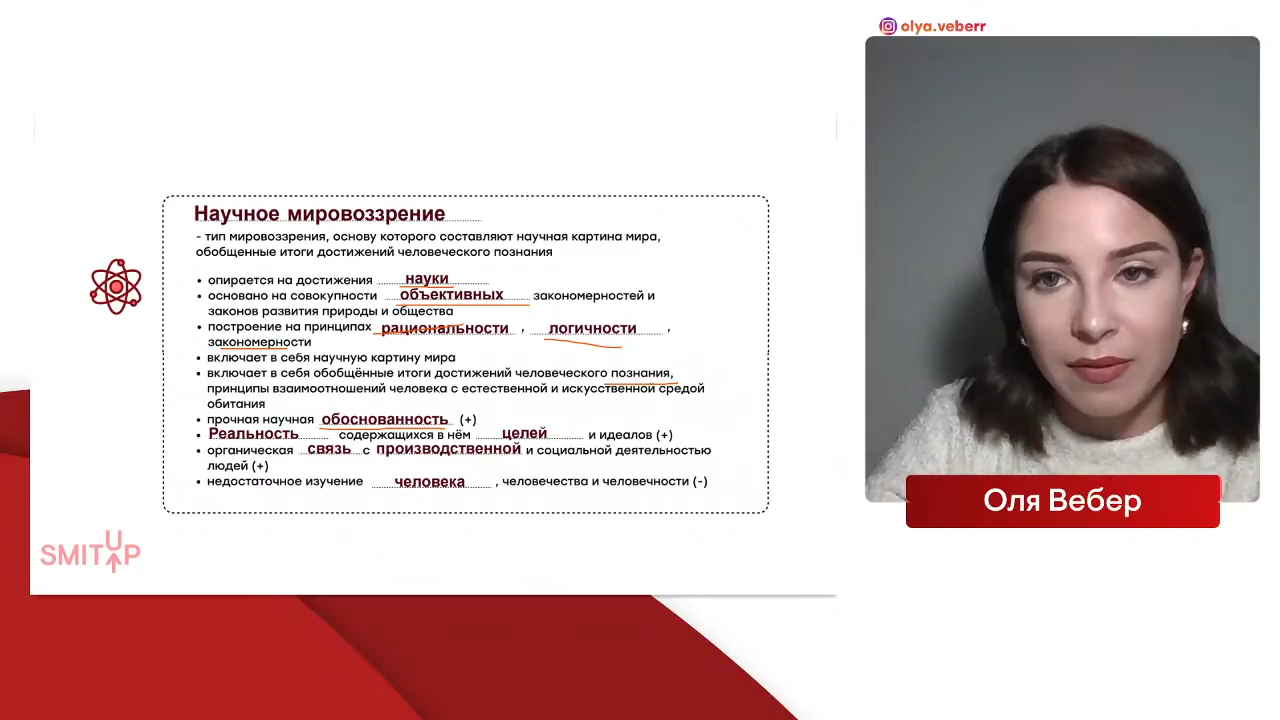 olya.veberr
Научное мировоззрение
- тип мировоззрения, основу которого составляют научная картина мира,
обобщенные итоги достижений человеческого познания
• опирается на достижения науки
• основано на совокупности объективных закономерностей и
законов развития природы и общества
• построение на принципах рациональности , логичности ,
закономерности
• включает в себя научную картину мира
• включает в себя обобщённые итоги достижений человеческого познания,
принципы взаимоотношений человека с естественной и искусственной средой
обитания
• прочная научная обоснованность (+)
• Реальность содержащихся в нём целей и идеалов (+)
• органическая связь с производственной и социальной деятельностью
людей (+)
• недостаточное изучение человека , человечества и человечности (-)
Оля Вебер
SMITUP